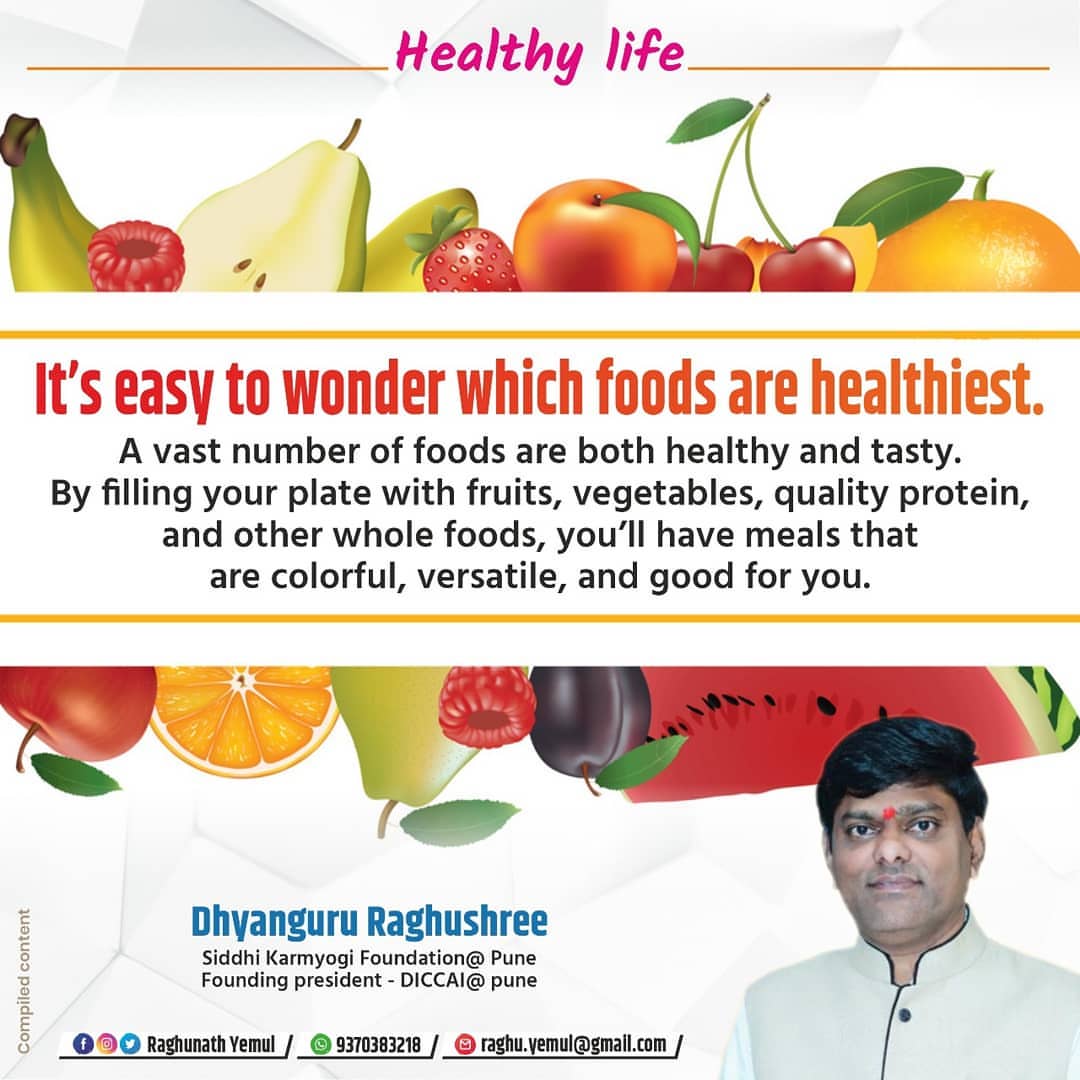 Healthy life
It's easy to wonder which foods are healthiest.
A vast number of foods are both healthy and tasty.
By filling your plate with fruits, vegetables, quality protein,
and other whole foods, you'll have meals that
are colorful, versatile, and good for you.
Dhyanguru Raghushree
Siddhi Karmyogi Foundation@ Pune
Founding president - DICCAI@ pune
Compiled content
Raghunath Yemul / 9370383218 / raghu.yemul@gmail.com /